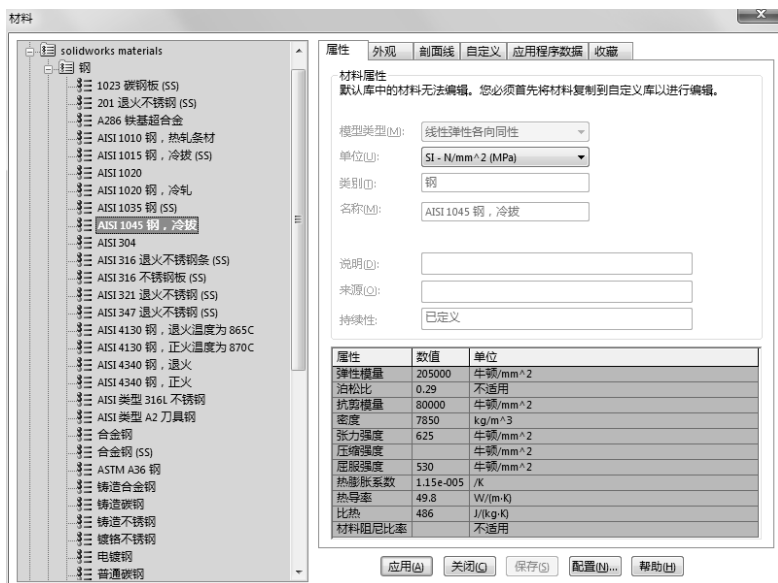 材料
solidworks materials
钢
1023 碳钢板 (SS)
201 退火不锈钢 (SS)
A286 铁基超合金
AISI 1010 钢，热轧条材
AISI 1015 钢，冷拔 (SS)
AISI 1020
AISI 1020 钢，冷轧
AISI 1035 钢 (SS)
AISI 1045 钢，冷拔
AISI 304
AISI 316 退火不锈钢条 (SS)
AISI 316 不锈钢板 (SS)
AISI 321 退火不锈钢 (SS)
AISI 347 退火不锈钢 (SS)
AISI 4130 钢，退火温度为 865C
AISI 4130 钢，正火温度为 870C
AISI 4340 钢，退火
AISI 4340 钢，正火
AISI 类型 316L 不锈钢
AISI 类型 A2 刀具钢
合金钢
合金钢 (SS)
ASTM A36 钢
铸造合金钢
铸造碳钢
铸造不锈钢
镀铬不锈钢
电镀钢
普通碳钢
属性 外观 剖面线 自定义 应用程序数据 收藏
材料属性
默认库中的材料无法编辑。您必须首先将材料复制到自定义库以进行编辑。
模型类型(M): 线性弹性各向同性
单位(U): SI - N/mm^2 (MPa)
类别(T): 钢
名称(M): AISI 1045 钢，冷拔
说明(D):
来源(O):
持续性: 已定义
属性 数值 单位
弹性模量 205000 牛顿/mm^2
泊松比 0.29 不适用
抗剪模量 80000 牛顿/mm^2
密度 7850 kg/m^3
张力强度 625 牛顿/mm^2
压缩强度 牛顿/mm^2
屈服强度 530 牛顿/mm^2
热膨胀系数 1.15e-005 /K
热导率 49.8 W/(m·K)
比热 486 J/(kg·K)
材料阻尼比率 不适用
应用(A) 关闭(C) 保存(S) 配置(N)... 帮助(H)